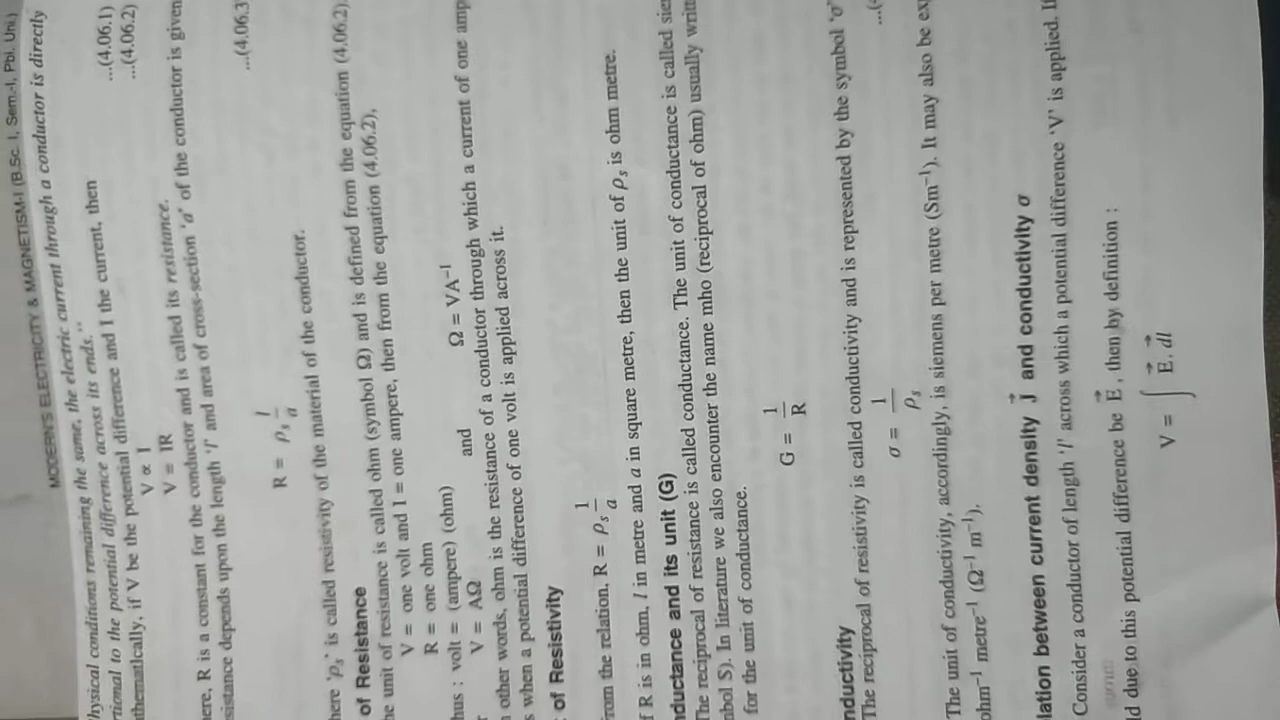 MODERN'S ELECTRICITY & MAGNETISM-I (B.Sc. I, Sem.-I, Pbi. Uni.)
hysical conditions remaining the same, the electric current through a conductor is directly
rtional to the potential difference across its ends."
thematically, if V be the potential difference and I the current, then
V ∝ I ...(4.06.1)
V = IR ...(4.06.2)
ere, R is a constant for the conductor and is called its resistance.
sistance depends upon the length 'l' and area of cross-section 'a' of the conductor is given
R = ρs l/a ...(4.06.3
here 'ρs' is called resistivity of the material of the conductor.
of Resistance
he unit of resistance is called ohm (symbol Ω) and is defined from the equation (4.06.2).
V = one volt and I = one ampere, then from the equation (4.06.2),
R = one ohm
hus : volt = (ampere) (ohm)
r V = AΩ and Ω = VA⁻¹
n other words, ohm is the resistance of a conductor through which a current of one amp
s when a potential difference of one volt is applied across it.
of Resistivity
rom the relation, R = ρs l/a
f R is in ohm, l in metre and a in square metre, then the unit of ρs is ohm metre.
nductance and its unit (G)
The reciprocal of resistance is called conductance. The unit of conductance is called sie
nbol S). In literature we also encounter the name mho (reciprocal of ohm) usually writ
for the unit of conductance.
G = 1/R
nductivity
The reciprocal of resistivity is called conductivity and is represented by the symbol 'σ'
σ = 1/ρs ...(
The unit of conductivity, accordingly, is siemens per metre (Sm⁻¹). It may also be ex
ohm⁻¹ metre⁻¹ (Ω⁻¹ m⁻¹).
lation between current density J⃗ and conductivity σ
Consider a conductor of length 'l' across which a potential difference 'V' is applied. If
ld due to this potential difference be E⃗, then by definition :
V = ∫ E⃗. dl⃗